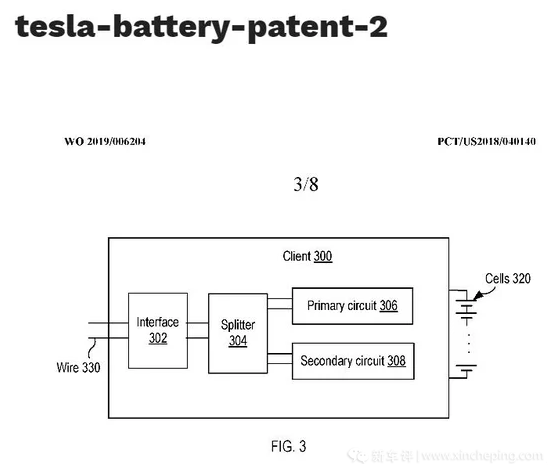 tesla-battery-patent-2
WO 2019/006204
PCT/US2018/040140
3/8
Client 300
Cells 320
Interface
302
Splitter
304
Primary circuit 306
Secondary circuit 308
Wire 330
FIG. 3
新车评 | www.xincheping.com